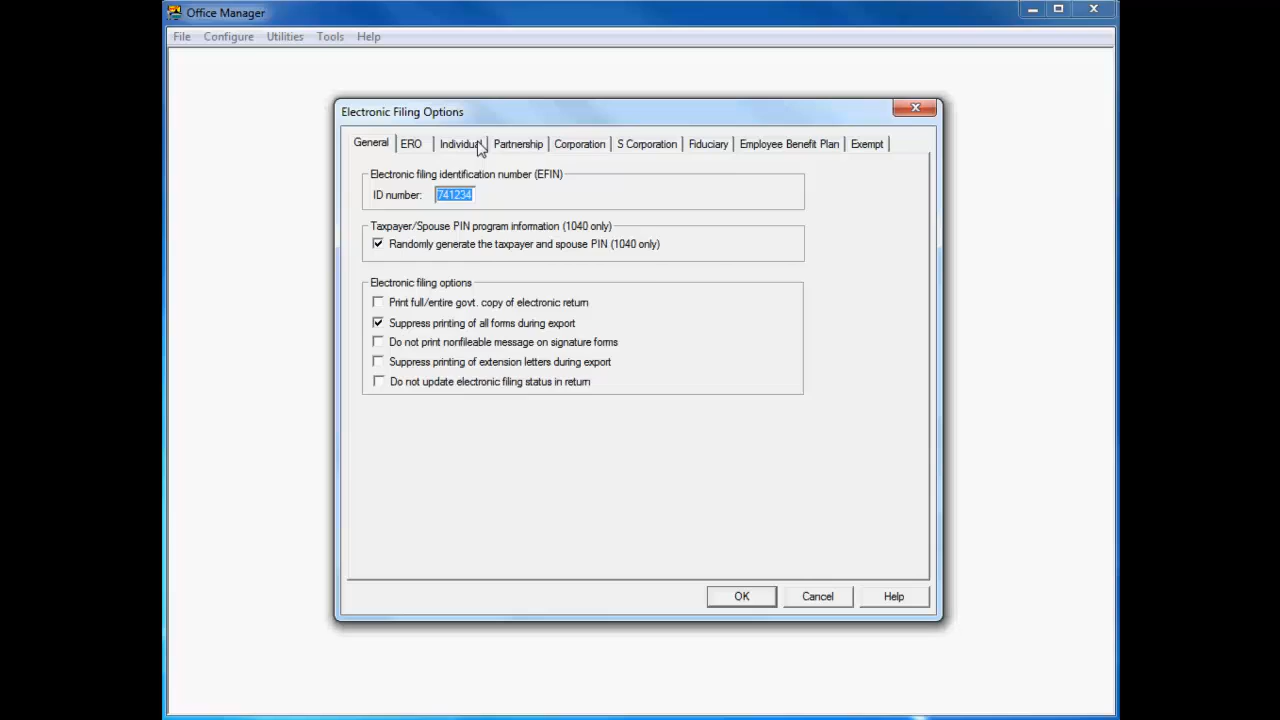 Office Manager
File Configure Utilities Tools Help
Electronic Filing Options
General ERO Individual Partnership Corporation S Corporation Fiduciary Employee Benefit Plan Exempt
Electronic filing identification number (EFIN)
ID number: 741234
Taxpayer/Spouse PIN program information (1040 only)
Randomly generate the taxpayer and spouse PIN (1040 only)
Electronic filing options
Print full/entire govt. copy of electronic return
Suppress printing of all forms during export
Do not print nonfileable message on signature forms
Suppress printing of extension letters during export
Do not update electronic filing status in return
OK Cancel Help